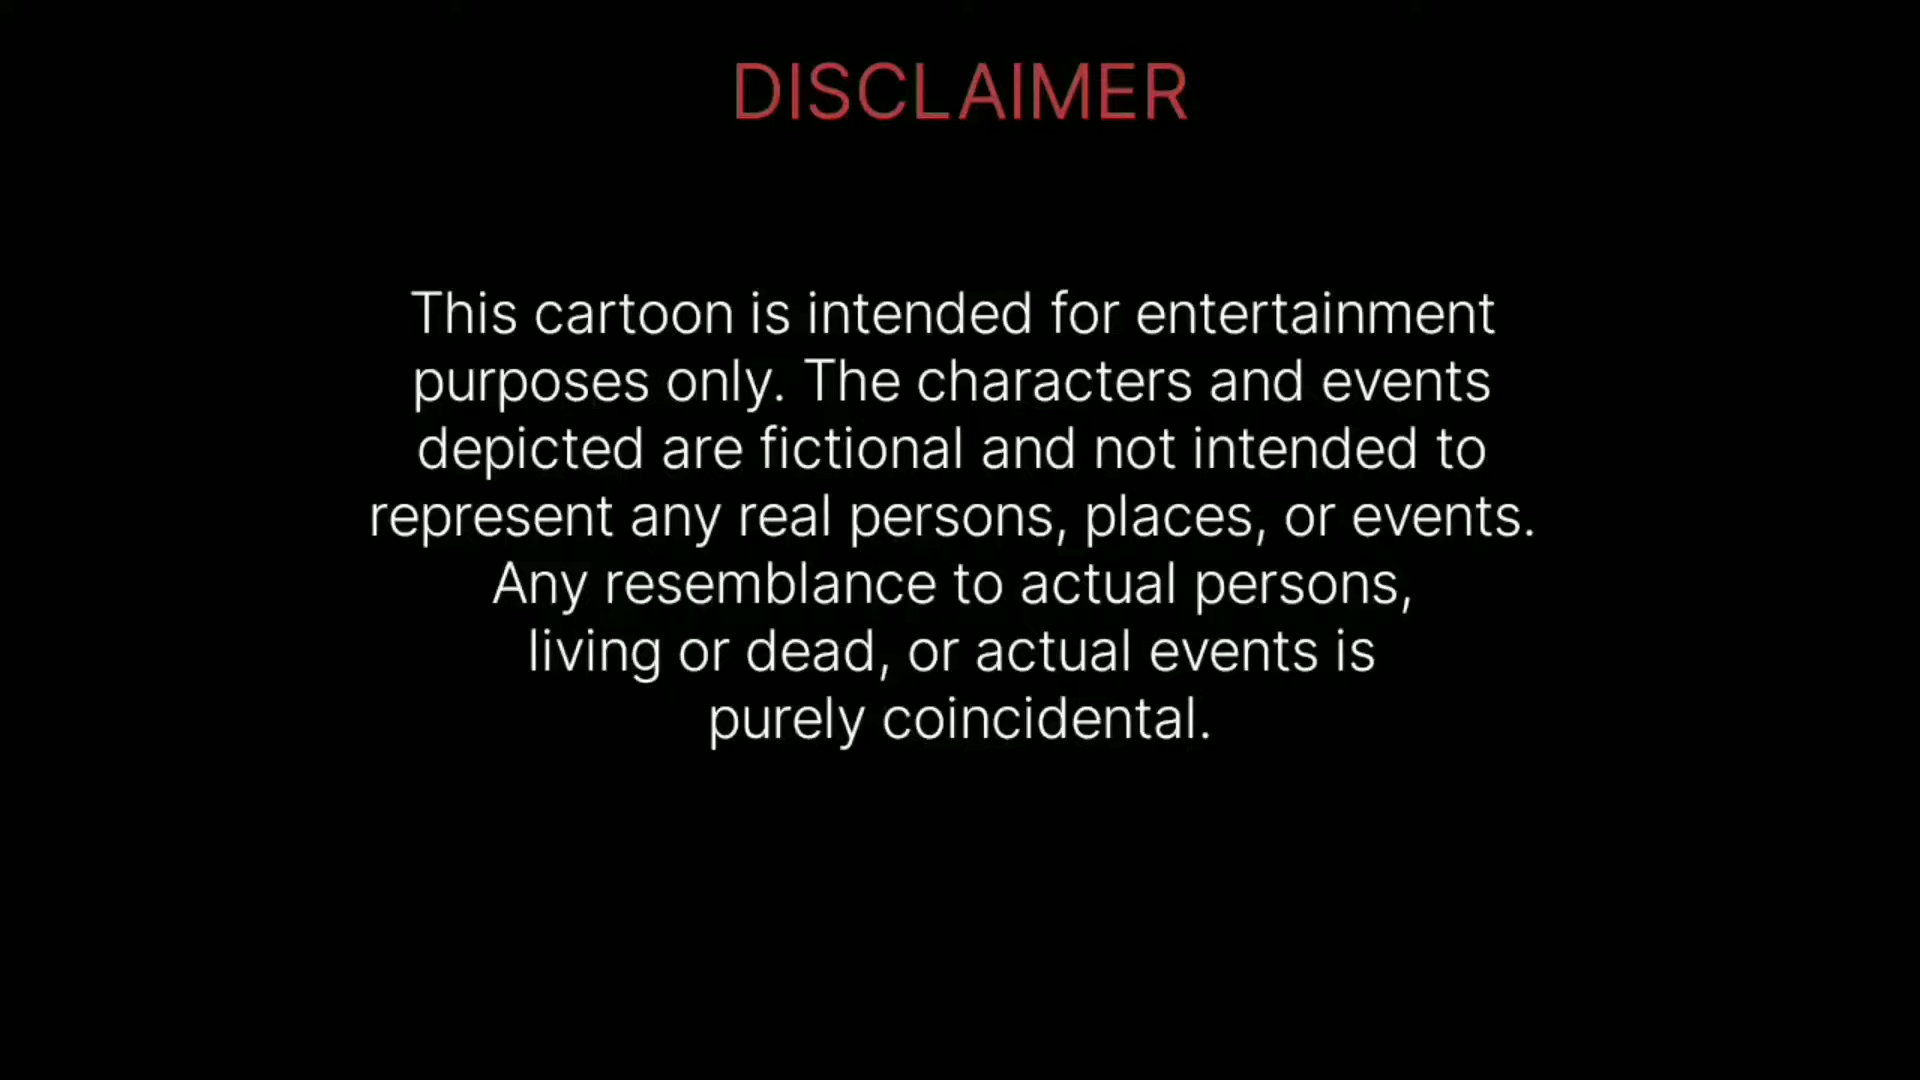 DISCLAIMER
This cartoon is intended for entertainment
purposes only. The characters and events
depicted are fictional and not intended to
represent any real persons, places, or events.
Any resemblance to actual persons,
living or dead, or actual events is
purely coincidental.